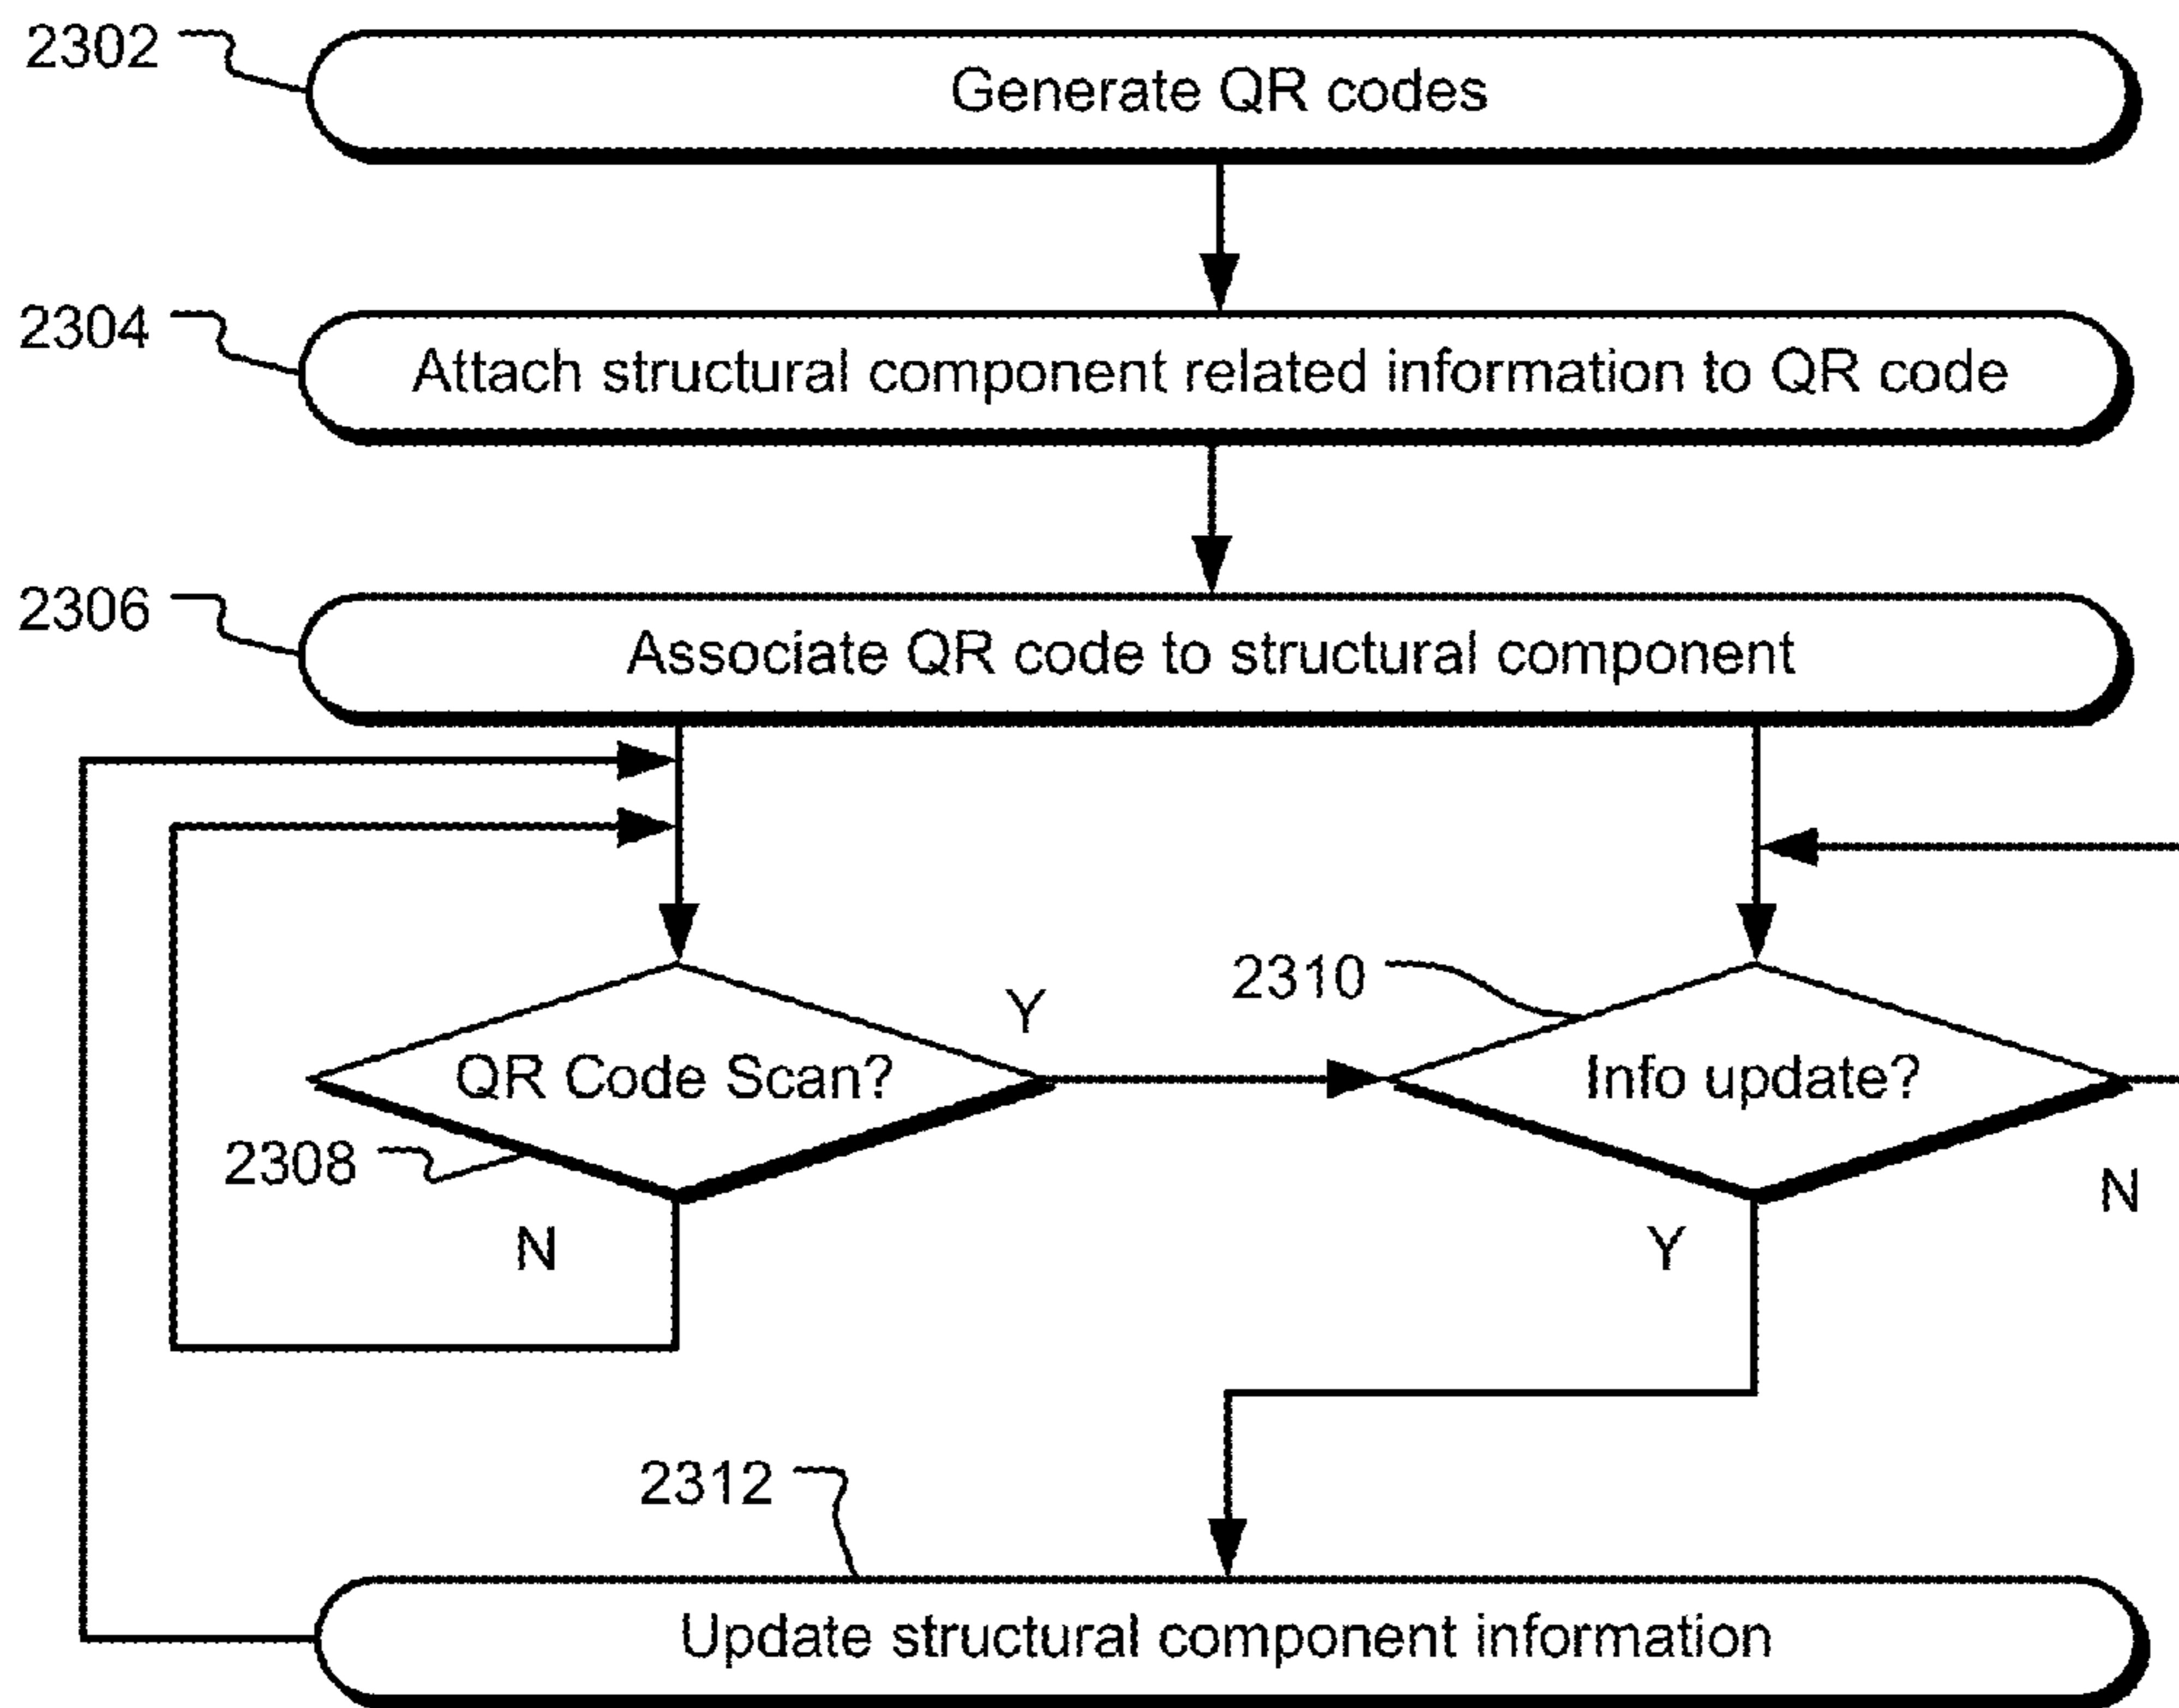 2302
Generate QR codes
2304
Attach structural component related information to QR code
2306
Associate QR code to structural component
2310
Y
QR Code Scan?
Info update?
2308
N
N
Y
2312
Update structural component information